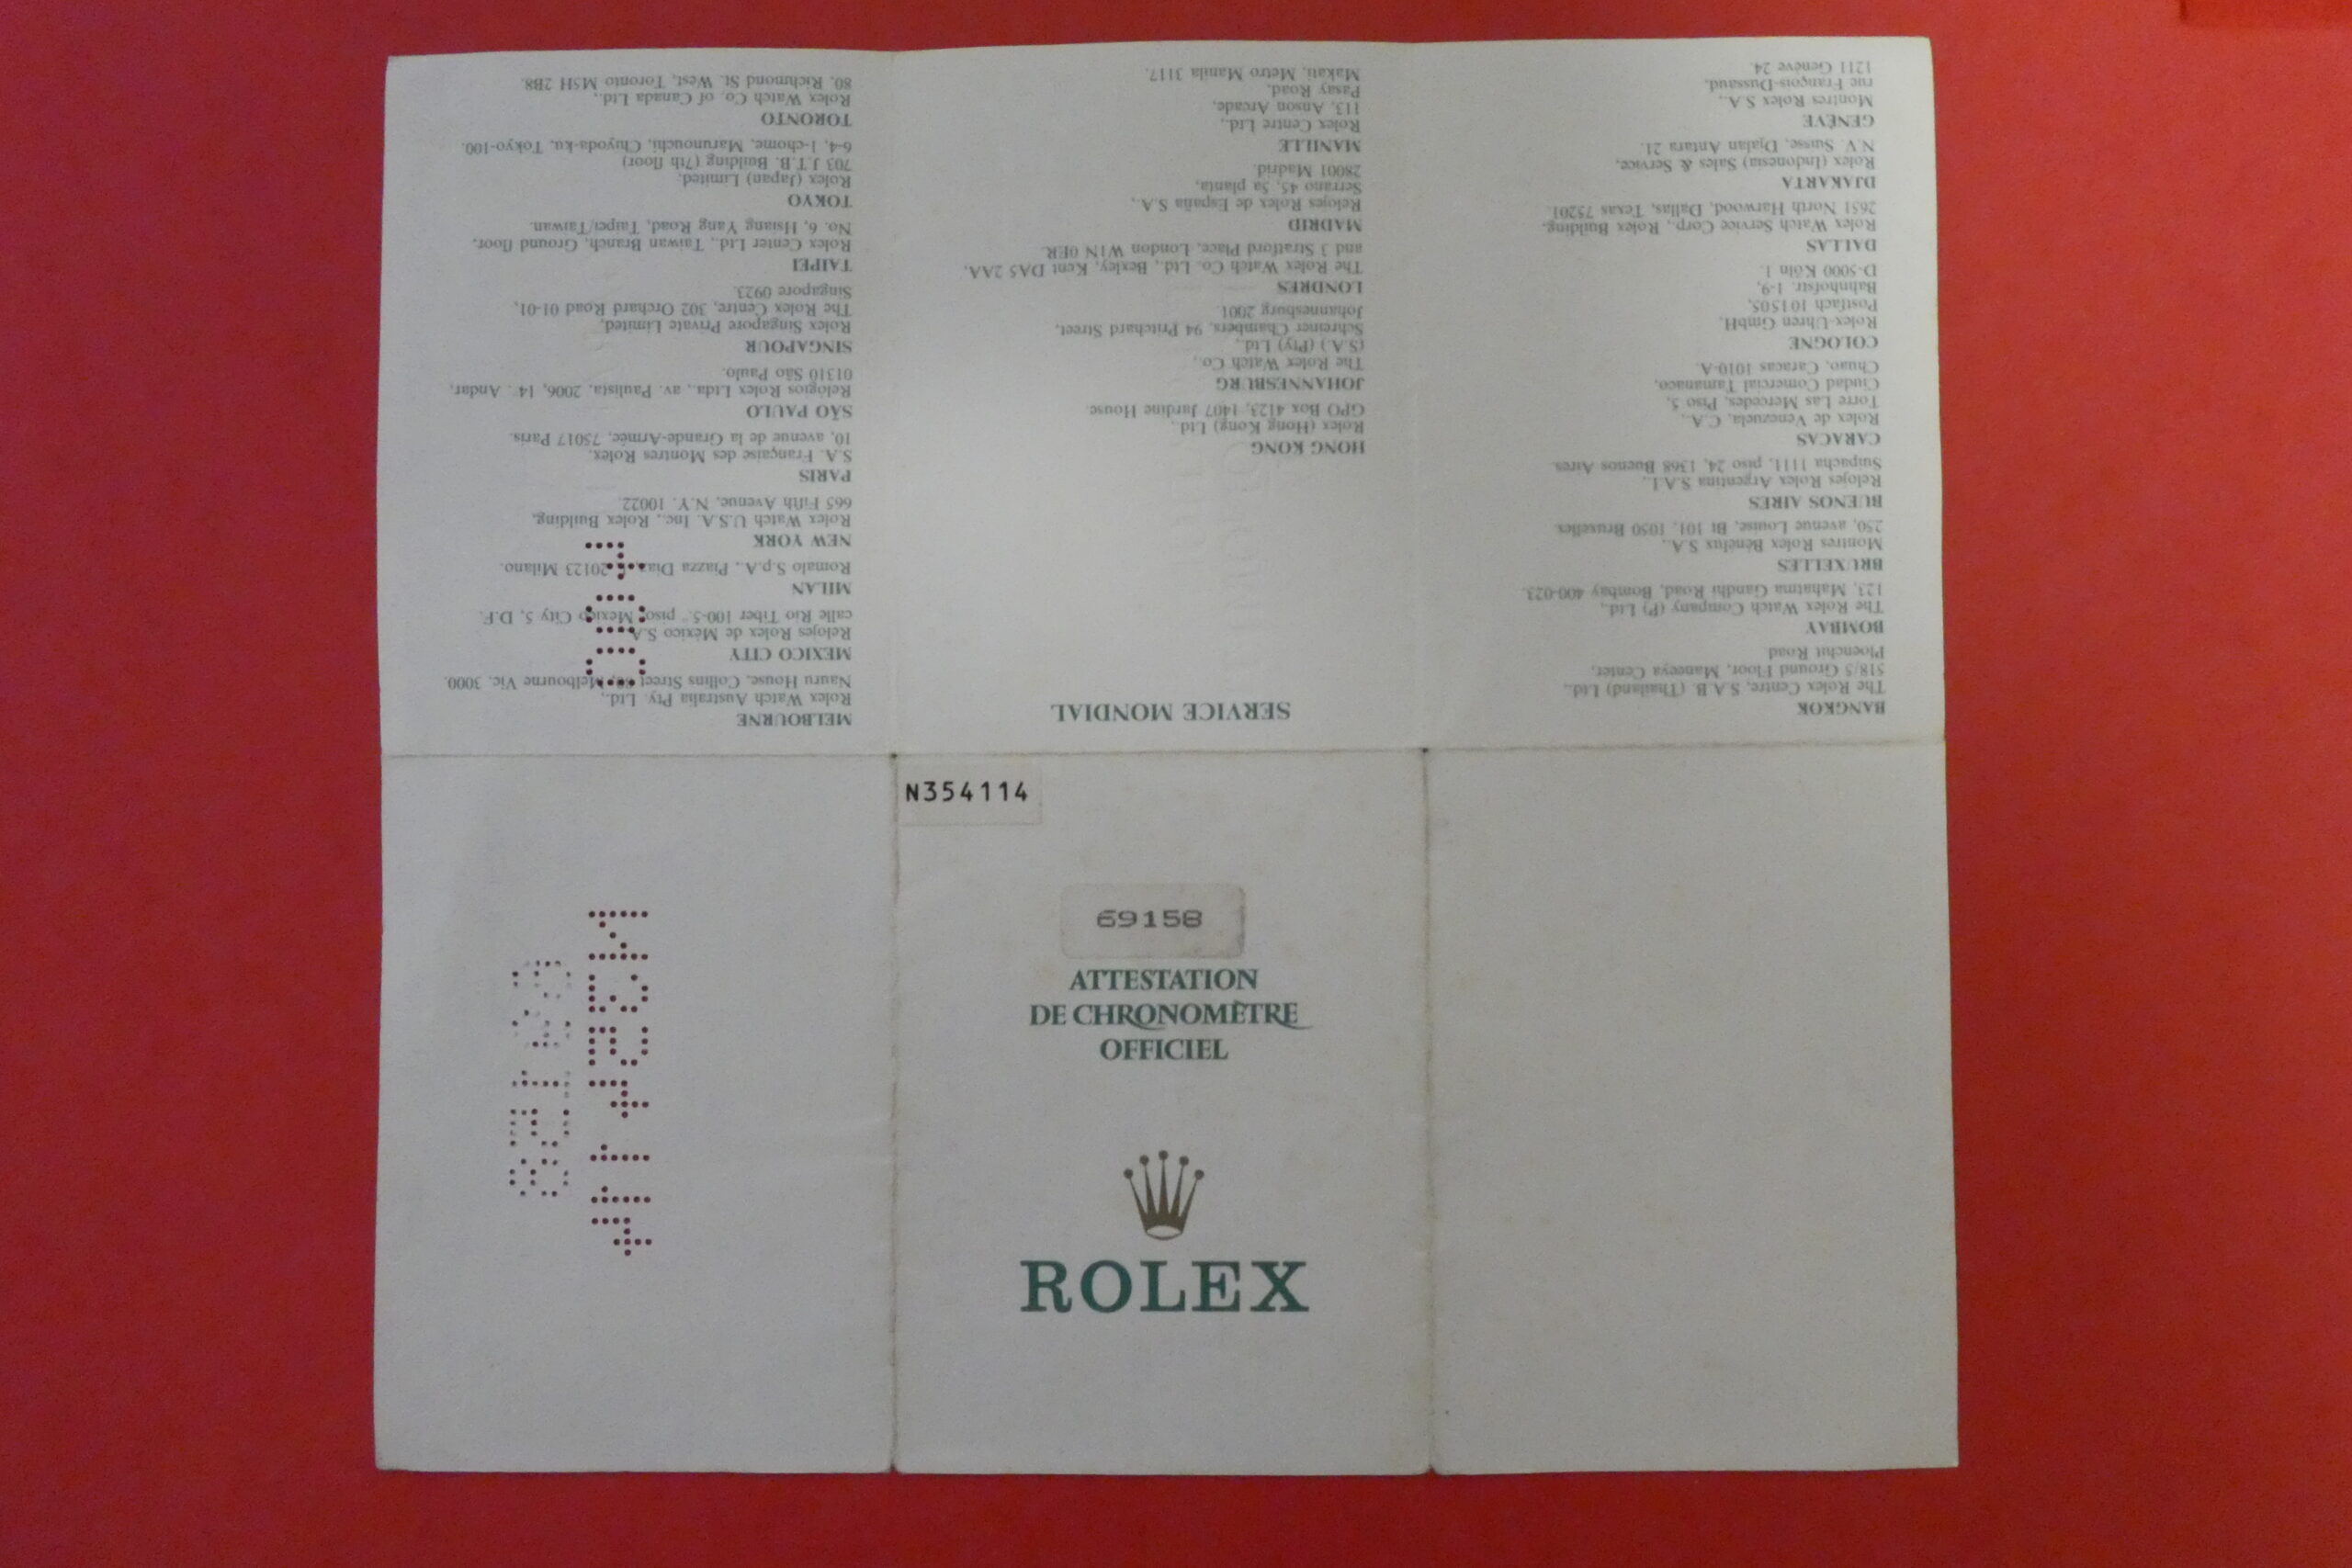 N354114
69158
ATTESTATION
DE CHRONOMÈTRE
OFFICIEL
ROLEX
SERVICE MONDIAL
BANGKOK
The Rolex Centre, S.A.B. (Thailand) Ltd.,
518/5 Ground Floor, Maneeya Center,
Ploenchit Road
BOMBAY
The Rolex Watch Company (P) Ltd.,
123, Mahatma Gandhi Road, Bombay 400-023.
BRUXELLES
Montres Rolex Bénélux S.A.,
250, avenue Louise, Bt 101, 1050 Bruxelles.
BUENOS AIRES
Relojes Rolex Argentina S.A.I.,
Suipacha 1111, piso 24, 1368 Buenos Aires.
CARACAS
Rolex de Venezuela, C.A.,
Torre Las Mercedes, Piso 5,
Ciudad Comercial Tamanaco,
Chuao, Caracas 1010-A.
COLOGNE
Rolex-Uhren GmbH,
Postfach 101505,
Bahnhofstr. 1-9,
D-5000 Köln 1.
DALLAS
Rolex Watch Service Corp., Rolex Building,
2651 North Harwood, Dallas, Texas 75201.
DJAKARTA
Rolex (Indonesia) Sales & Service,
N.V. Suisse, Djalan Antara 21.
GENÈVE
Montres Rolex S.A.,
rue François-Dussaud,
1211 Genève 24.
HONG KONG
Rolex (Hong Kong) Ltd.,
GPO Box 4123, 1407 Jardine House
JOHANNESBURG
The Rolex Watch Co.,
(S.A.) (Pty) Ltd.,
Schreiner Chambers, 94 Pritchard Street,
Johannesburg 2001
LONDRES
The Rolex Watch Co. Ltd., Bexley, Kent DA5 2AA,
and 3 Stratford Place, London W1N 0ER.
MADRID
Relojes Rolex de España S.A.,
Serrano 45, 5a planta,
28001 Madrid.
MANILLE
Rolex Centre Ltd.,
113, Anson Arcade,
Pasay Road,
Makati, Metro Manila 3117.
MELBOURNE
Rolex Watch Australia Pty. Ltd.,
Nauru House, Collins Street Melbourne Vic. 3000.
MEXICO CITY
Relojes Rolex de México S.A.
calle Rio Tiber 100-5.° piso, Mexico City 5, D.F.
MILAN
Romalo S.p.A., Piazza Diaz, 20123 Milano.
NEW YORK
Rolex Watch U.S.A. Inc., Rolex Building,
665 Fifth Avenue, N.Y. 10022.
PARIS
S.A. Française des Montres Rolex,
10, avenue de la Grande-Armée, 75017 Paris.
SÃO PAULO
Relógios Rolex Ltda., av. Paulista, 2006, 14.° Andar,
01310 São Paulo.
SINGAPOUR
Rolex Singapore Private Limited,
The Rolex Centre, 302 Orchard Road 01-01,
Singapore 0923.
TAIPEI
Rolex Center Ltd., Taiwan Branch, Ground floor,
No. 6, Hsiang Yang Road, Taipei/Taiwan.
TOKYO
Rolex (Japan) Limited.
703 J.T.B. Building (7th floor)
6-4, 1-chome, Marunouchi, Chiyoda-ku, Tokyo-100.
TORONTO
Rolex Watch Co. of Canada Ltd.,
80, Richmond St. West, Toronto M5H 2B8.
69158
N354114